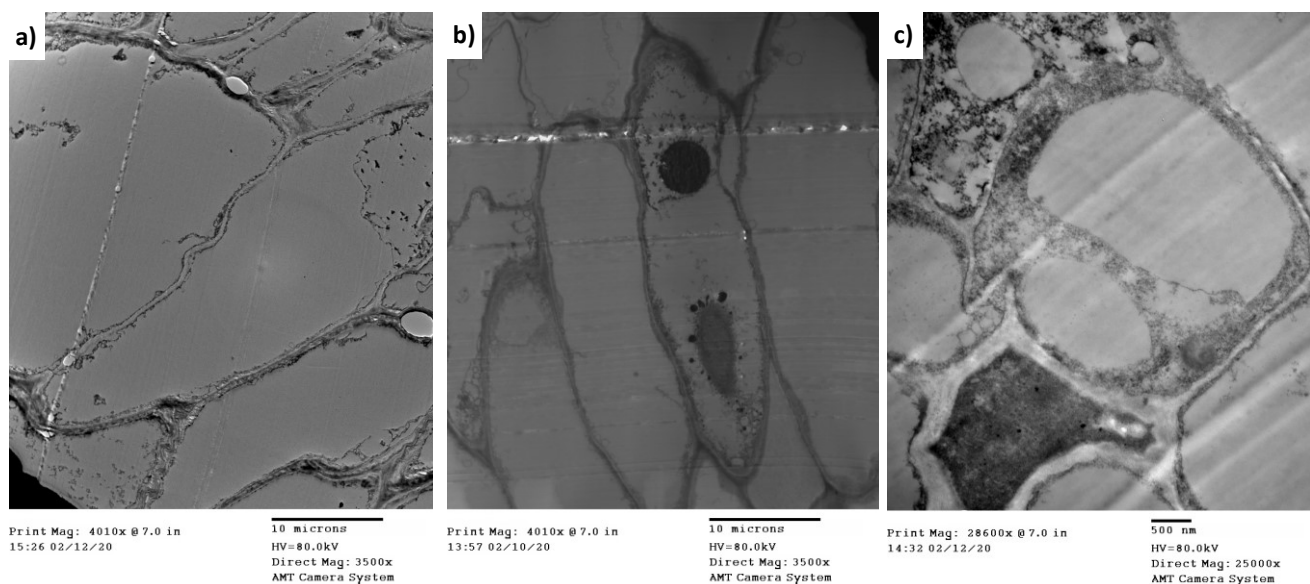 a)
b)
c)
Print Mag: 4010x @ 7.0 in
15:26 02/12/20
10 microns
HV=80.0kV
Direct Mag: 3500x
AMT Camera System
Print Mag: 4010x @ 7.0 in
13:57 02/10/20
10 microns
HV=80.0kV
Direct Mag: 3500x
AMT Camera System
Print Mag: 28600x @ 7.0 in
14:32 02/12/20
500 nm
HV=80.0kV
Direct Mag: 25000x
AMT Camera System